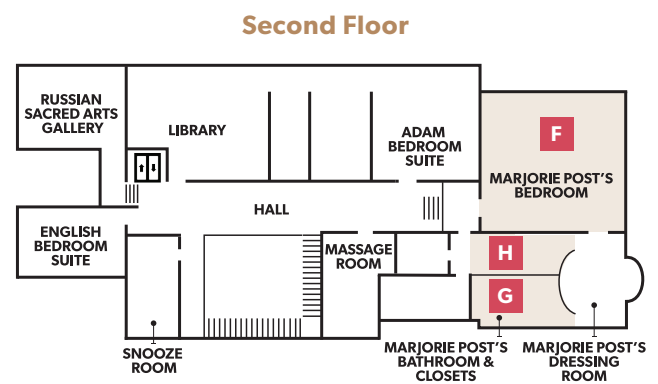 Second Floor
RUSSIAN
SACRED ARTS
GALLERY
LIBRARY
ADAM
BEDROOM
SUITE
F
MARJORIE POST'S
BEDROOM
HALL
ENGLISH
BEDROOM
SUITE
MASSAGE
ROOM
H
G
SNOOZE
ROOM
MARJORIE POST'S
BATHROOM &
CLOSETS
MARJORIE POST'S
DRESSING
ROOM